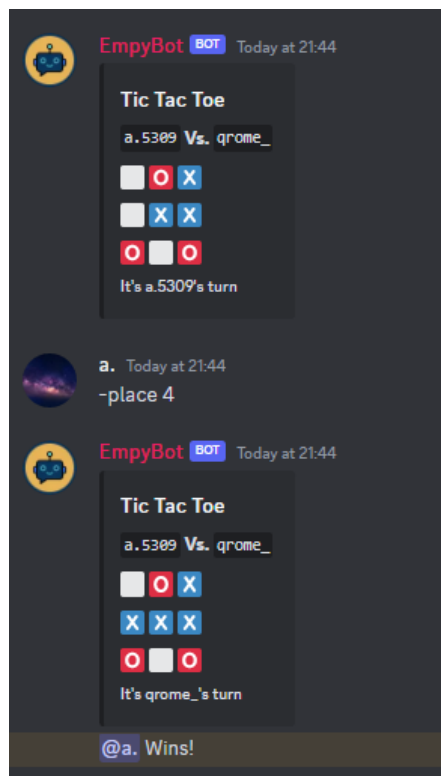 EmpyBot BOT Today at 21:44
Tic Tac Toe
a.5309 Vs. qrome_
O X
X X
O O
It's a.5309's turn
a. Today at 21:44
-place 4
EmpyBot BOT Today at 21:44
Tic Tac Toe
a.5309 Vs. qrome_
O X
X X X
O O
It's qrome_'s turn
@a. Wins!